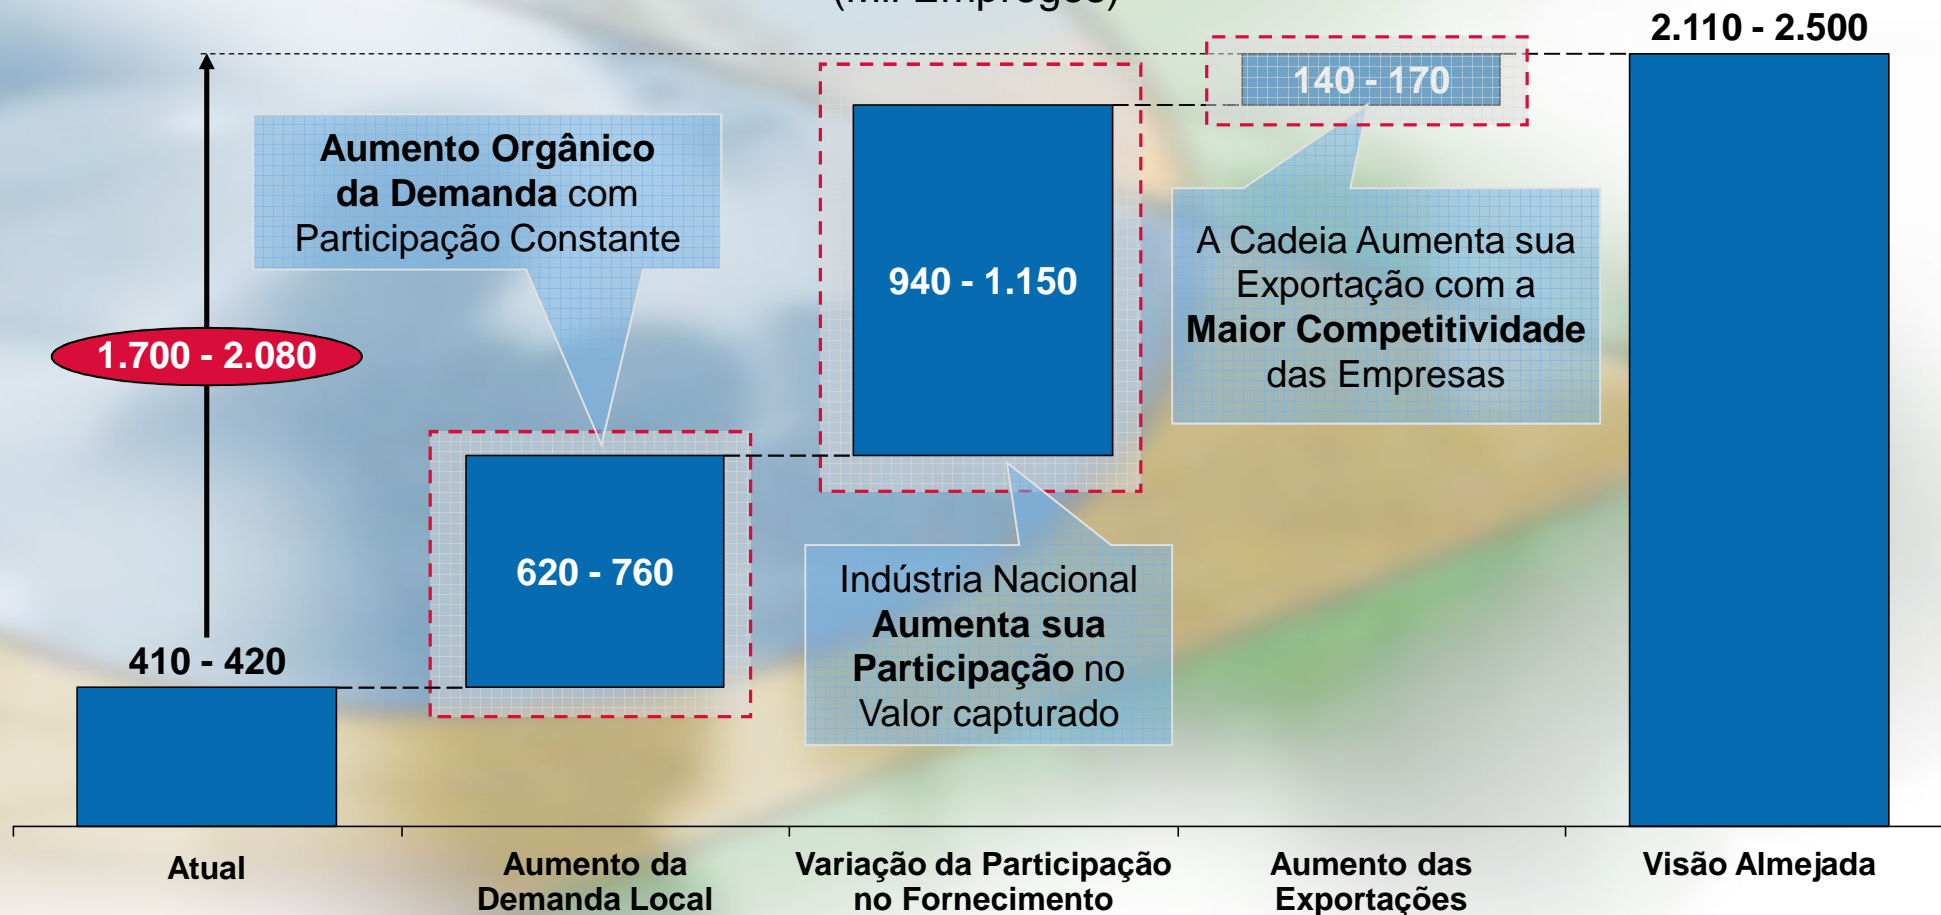 (Mil Empregos)
2.110 - 2.500
140 - 170
Aumento Orgânico
da Demanda com
Participação Constante
A Cadeia Aumenta sua
Exportação com a
Maior Competitividade
das Empresas
940 - 1.150
1.700 - 2.080
620 - 760
Indústria Nacional
Aumenta sua
Participação no
Valor capturado
410 - 420
Atual
Aumento da
Demanda Local
Variação da Participação
no Fornecimento
Aumento das
Exportações
Visão Almejada